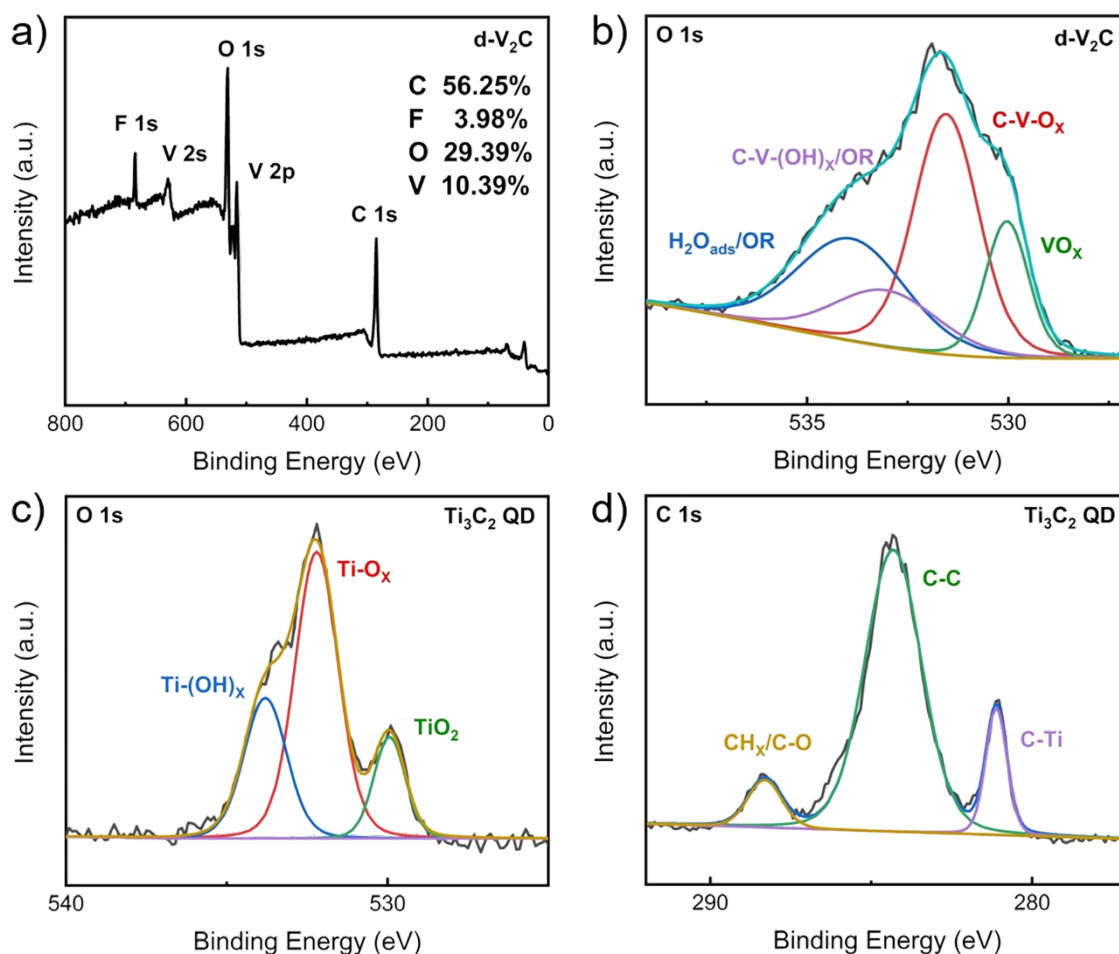 a)
d-V₂C
O 1s
F 1s
V 2s
V 2p
C 1s
C 56.25%
F 3.98%
O 29.39%
V 10.39%
Intensity (a.u.)
800 600 400 200 0
Binding Energy (eV)
b)
O 1s
d-V₂C
C-V-Oₓ
C-V-(OH)ₓ/OR
H₂Oₐdₛ/OR
VOₓ
Intensity (a.u.)
535 530
Binding Energy (eV)
c)
O 1s
Ti₃C₂ QD
Ti-Oₓ
Ti-(OH)ₓ
TiO₂
Intensity (a.u.)
540 530
Binding Energy (eV)
d)
C 1s
Ti₃C₂ QD
C-C
CHₓ/C-O
C-Ti
Intensity (a.u.)
290 280
Binding Energy (eV)